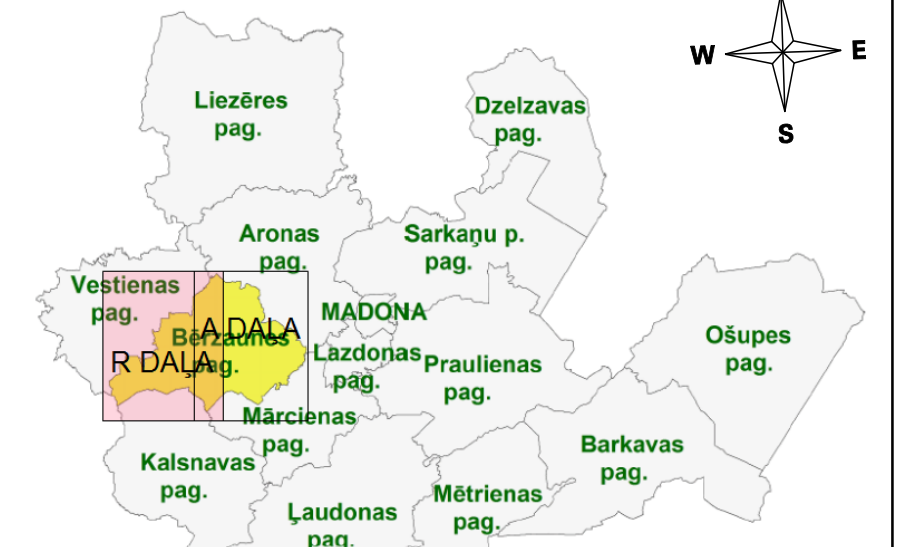 Liezēres
pag.
Dzelzavas
pag.
W
E
S
Aronas
pag.
Sarkaņu p.
pag.
Vestienas
pag.
MADONA
A DAĻA
Bērzaunes
pag.
R DAĻA
Lazdonas
pag.
Praulienas
pag.
Ošupes
pag.
Mārcienas
pag.
Kalsnavas
pag.
Barkavas
pag.
Ļaudonas
pag.
Mētrienas
pag.